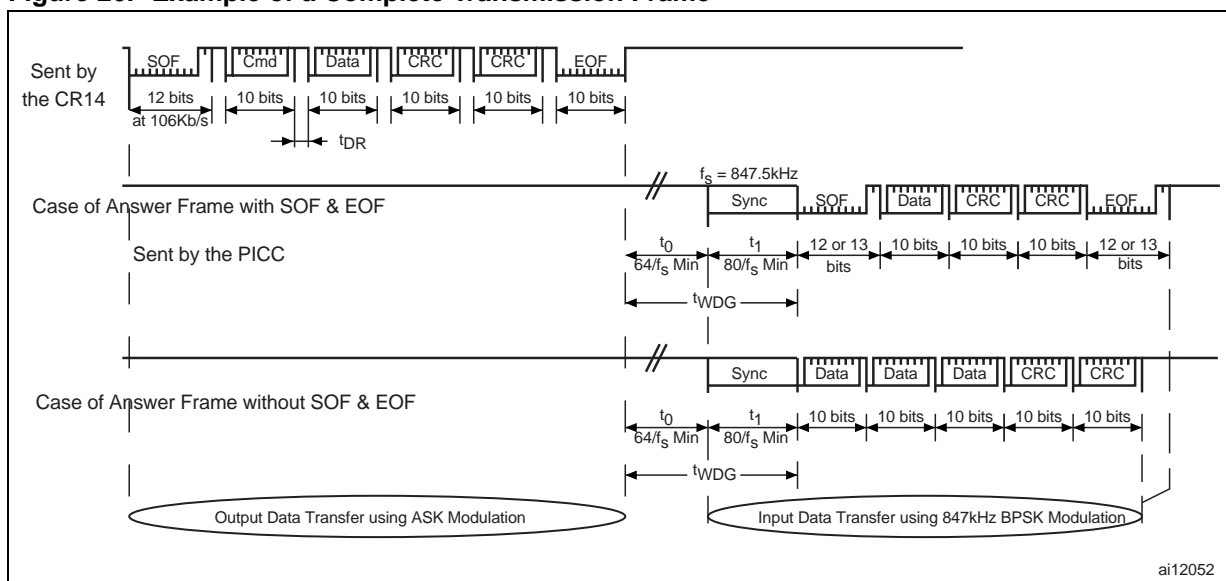 Figure 26. Example of a Complete Transmission Frame
Sent by
the CR14
SOF Cmd Data CRC CRC EOF
12 bits 10 bits 10 bits 10 bits 10 bits 10 bits
at 106Kb/s
tDR
fs = 847.5kHz
Sync SOF Data CRC CRC EOF
Case of Answer Frame with SOF & EOF
Sent by the PICC
t0 t1 12 or 13 10 bits 10 bits 10 bits 12 or 13
64/fs Min 80/fs Min bits bits
tWDG
Sync Data Data Data CRC CRC
Case of Answer Frame without SOF & EOF
t0 t1 10 bits 10 bits 10 bits 10 bits 10 bits
64/fs Min 80/fs Min
tWDG
Output Data Transfer using ASK Modulation Input Data Transfer using 847kHz BPSK Modulation
ai12052